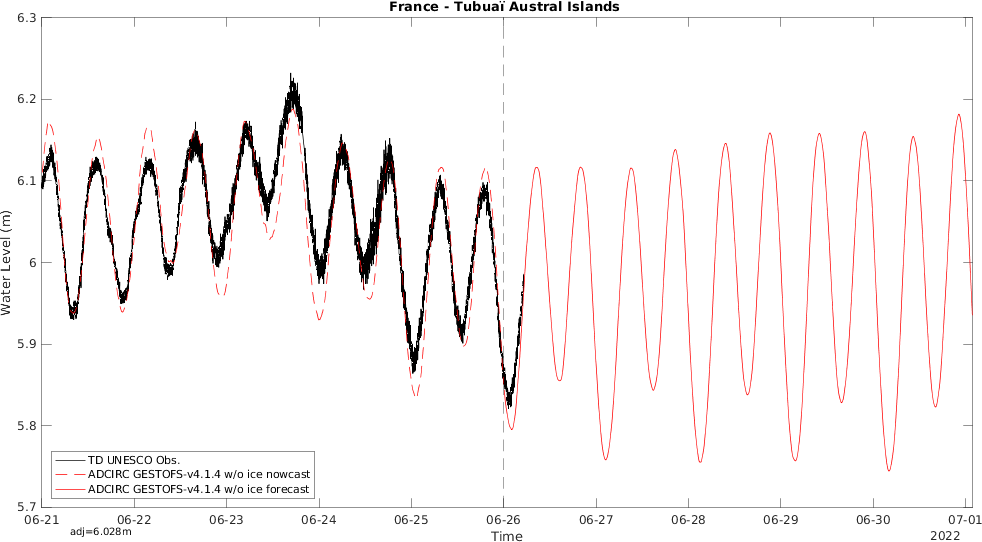 France - Tubuaï Austral Islands
6.3
6.2
6.1
6
5.9
5.8
5.7
Water Level (m)
TD UNESCO Obs.
ADCIRC GESTOFS-v4.1.4 w/o ice nowcast
ADCIRC GESTOFS-v4.1.4 w/o ice forecast
06-21 06-22 06-23 06-24 06-25 06-26 06-27 06-28 06-29 06-30 07-01
adj=6.028m
Time
2022